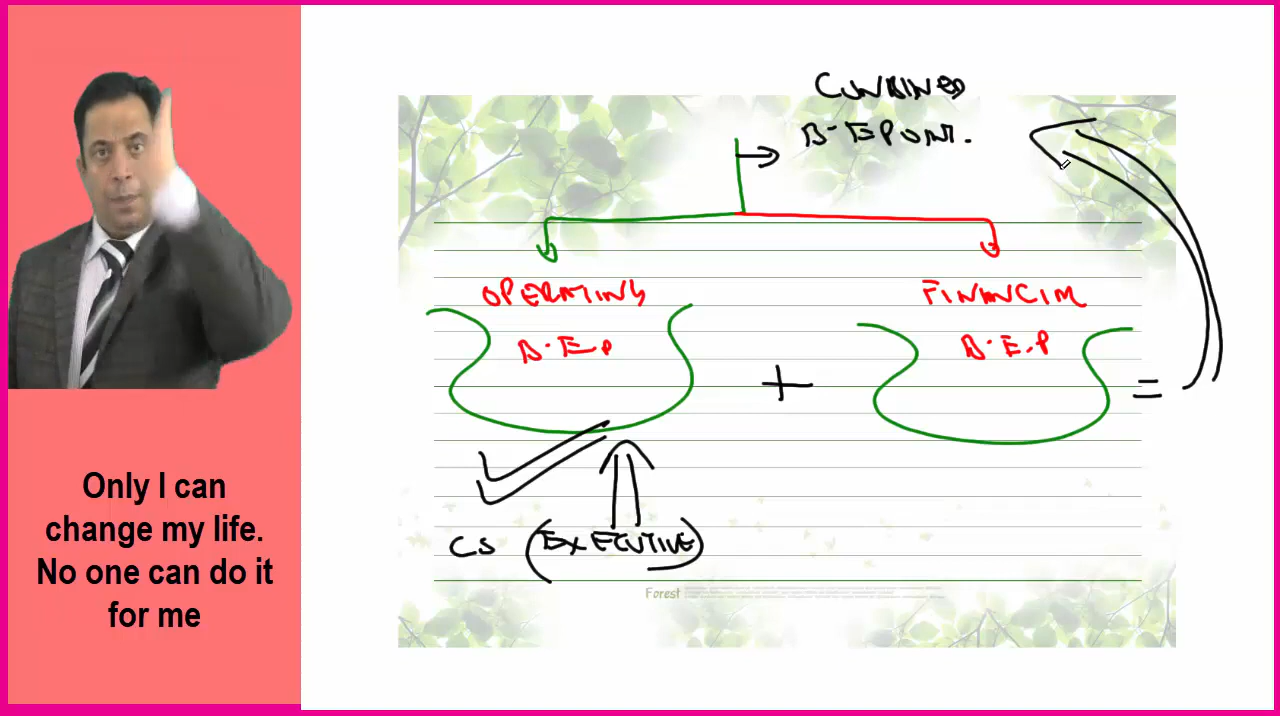 COMBINED
B.E POINT.
OPERATING
B.E.P
FINANCIAL
B.E.P
+
=
CS (EXECUTIVE)
Forest
Only I can
change my life.
No one can do it
for me